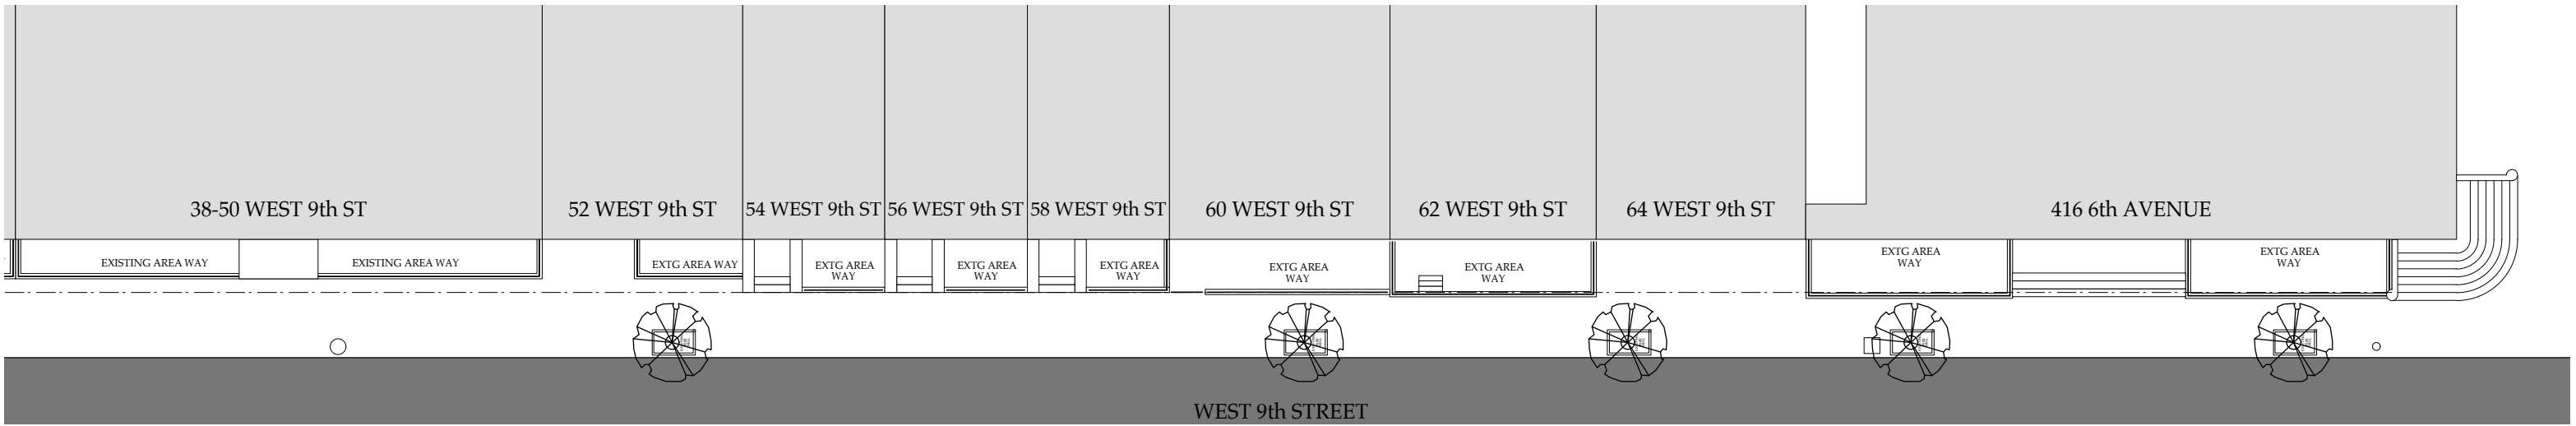 38-50 WEST 9th ST
52 WEST 9th ST
54 WEST 9th ST
56 WEST 9th ST
58 WEST 9th ST
60 WEST 9th ST
62 WEST 9th ST
64 WEST 9th ST
416 6th AVENUE
EXISTING AREA WAY
EXISTING AREA WAY
EXTG AREA WAY
EXTG AREA
WAY
EXTG AREA
WAY
EXTG AREA
WAY
EXTG AREA
WAY
EXTG AREA
WAY
EXTG AREA
WAY
EXTG AREA
WAY
WEST 9th STREET